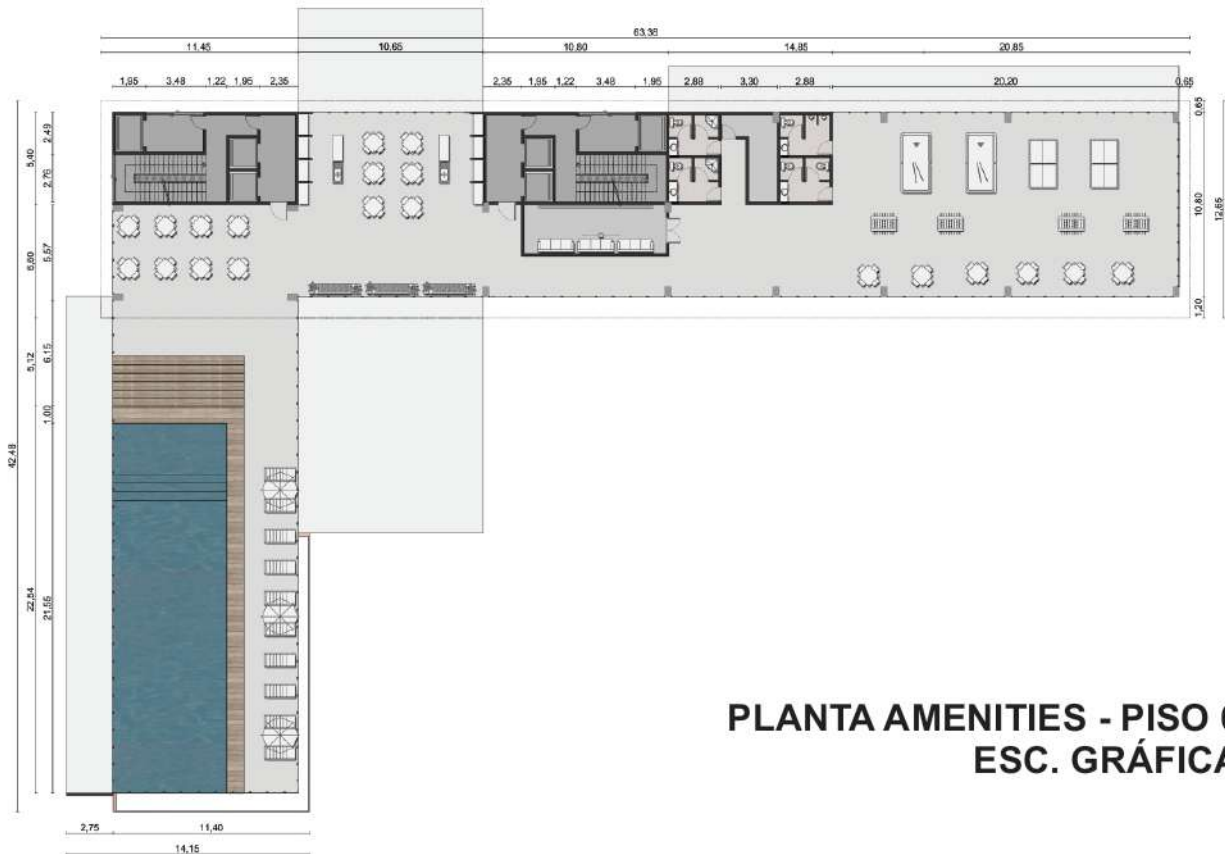 63,36
11,45 10,65 10,80 14,85 20,85
1,95 3,48 1,22 1,95 2,35 2,35 1,95 1,22 3,48 1,95 2,88 3,30 2,88 20,20 0,65
5,40 2,49 0,65
2,76
10,80 12,65
6,60 5,57
1,20
5,12 6,15
1,00
42,48
22,54 21,55
PLANTA AMENITIES - PISO 6
ESC. GRÁFICA
2,75 11,40
14,15